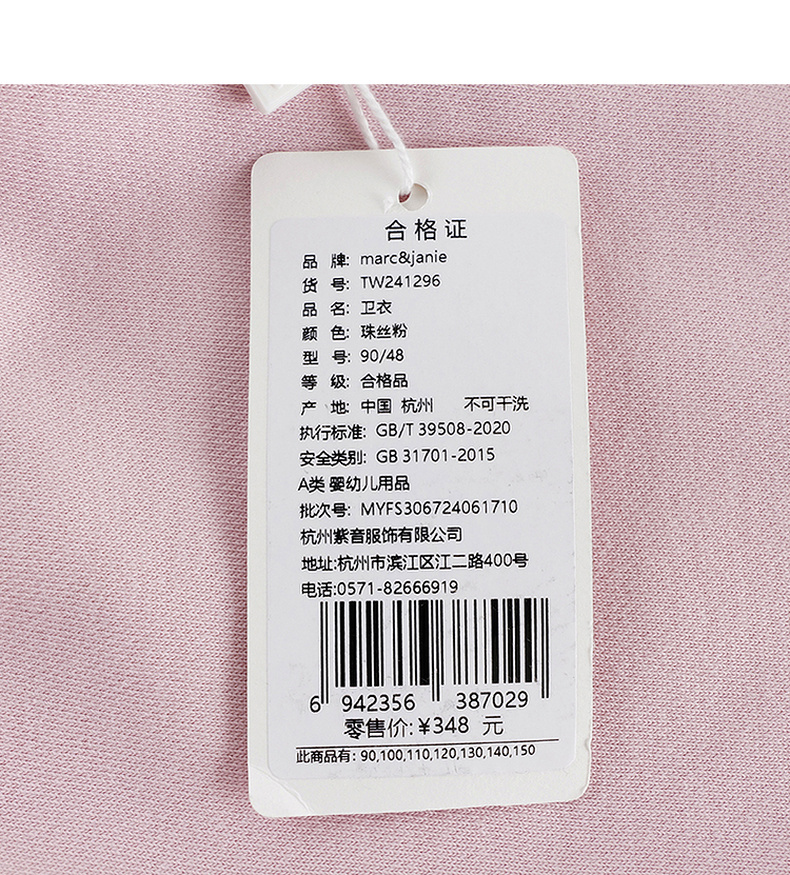 合格证
品 牌: marc&janie
货 号: TW241296
品 名: 卫衣
颜 色: 珠丝粉
型 号: 90/48
等 级: 合格品
产 地: 中国 杭州 不可干洗
执行标准: GB/T 39508-2020
安全类别: GB 31701-2015
A类 婴幼儿用品
批次号: MYFS306724061710
杭州紫音服饰有限公司
地址:杭州市滨江区江二路400号
电话:0571-82666919
6 942356 387029
零售价:¥348 元
此商品有: 90,100,110,120,130,140,150